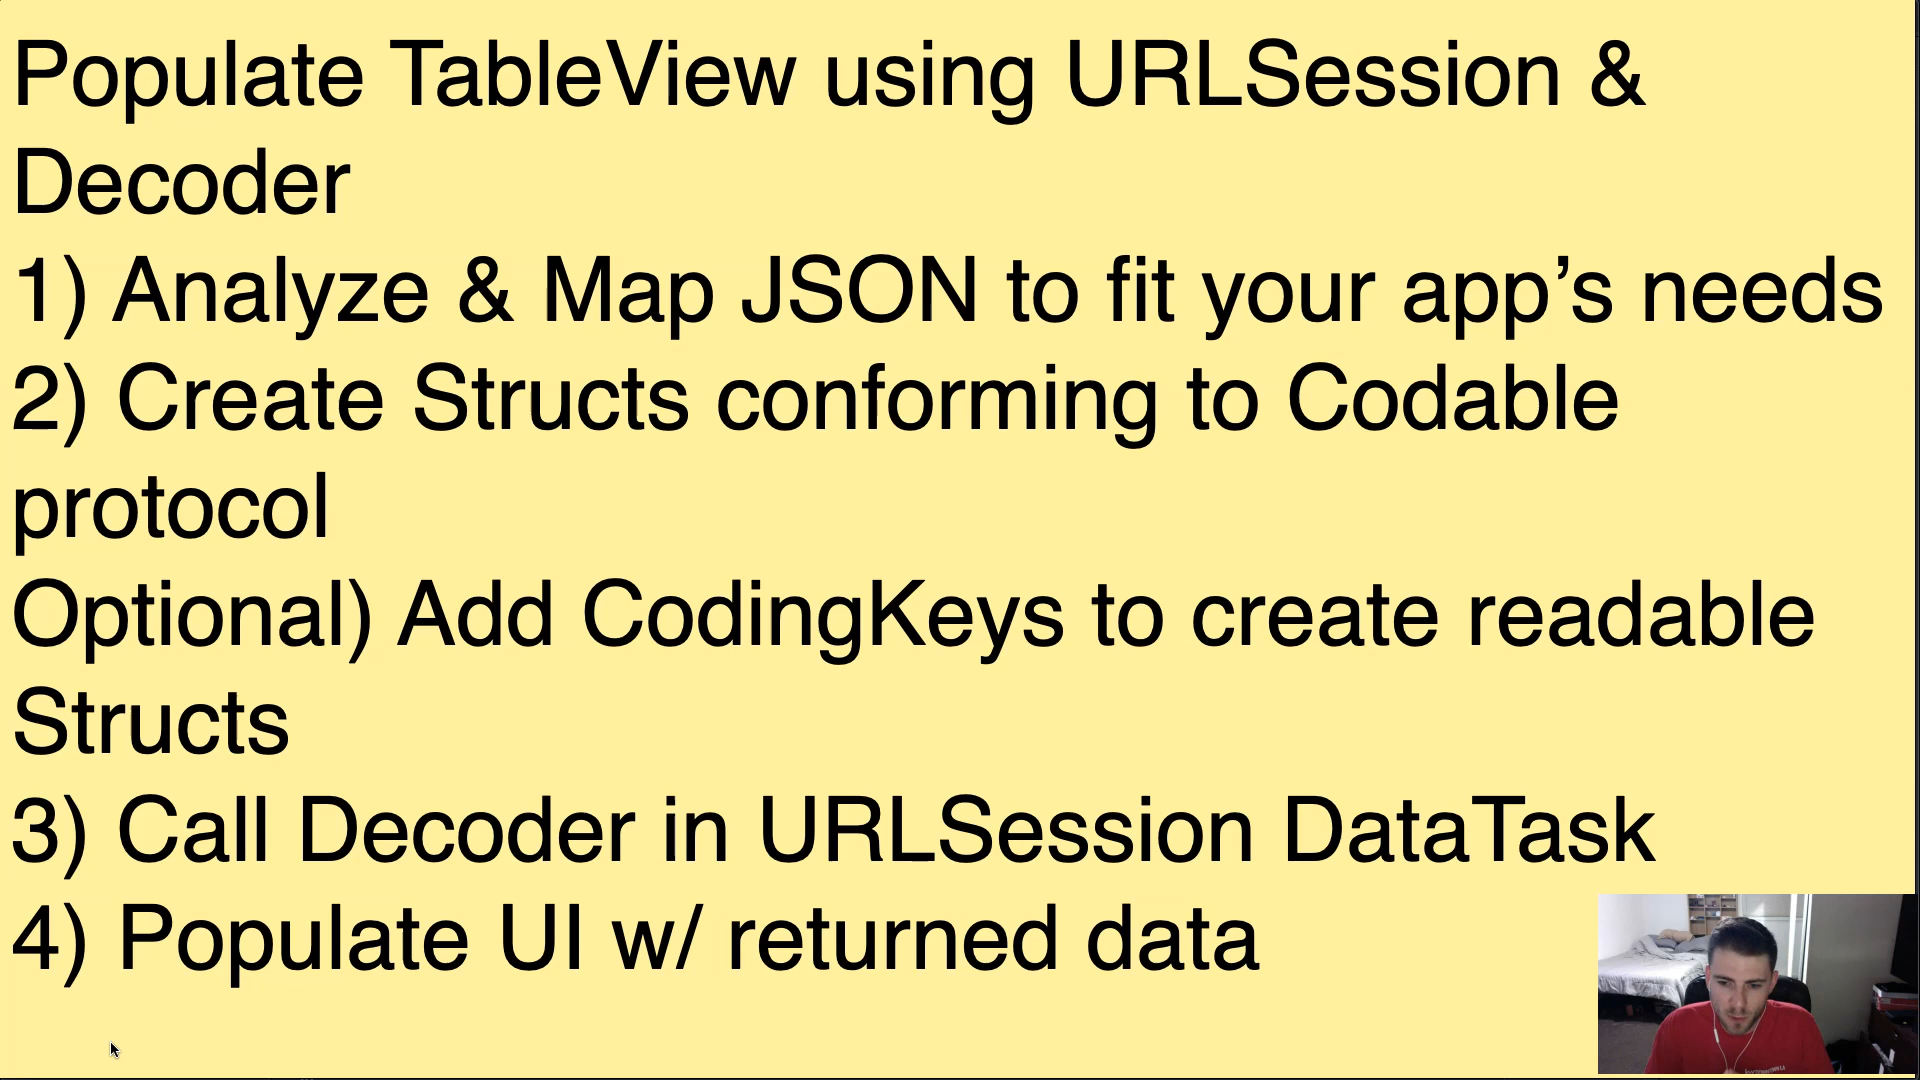 Populate TableView using URLSession &
Decoder
1) Analyze & Map JSON to fit your app’s needs
2) Create Structs conforming to Codable
protocol
Optional) Add CodingKeys to create readable
Structs
3) Call Decoder in URLSession DataTask
4) Populate UI w/ returned data